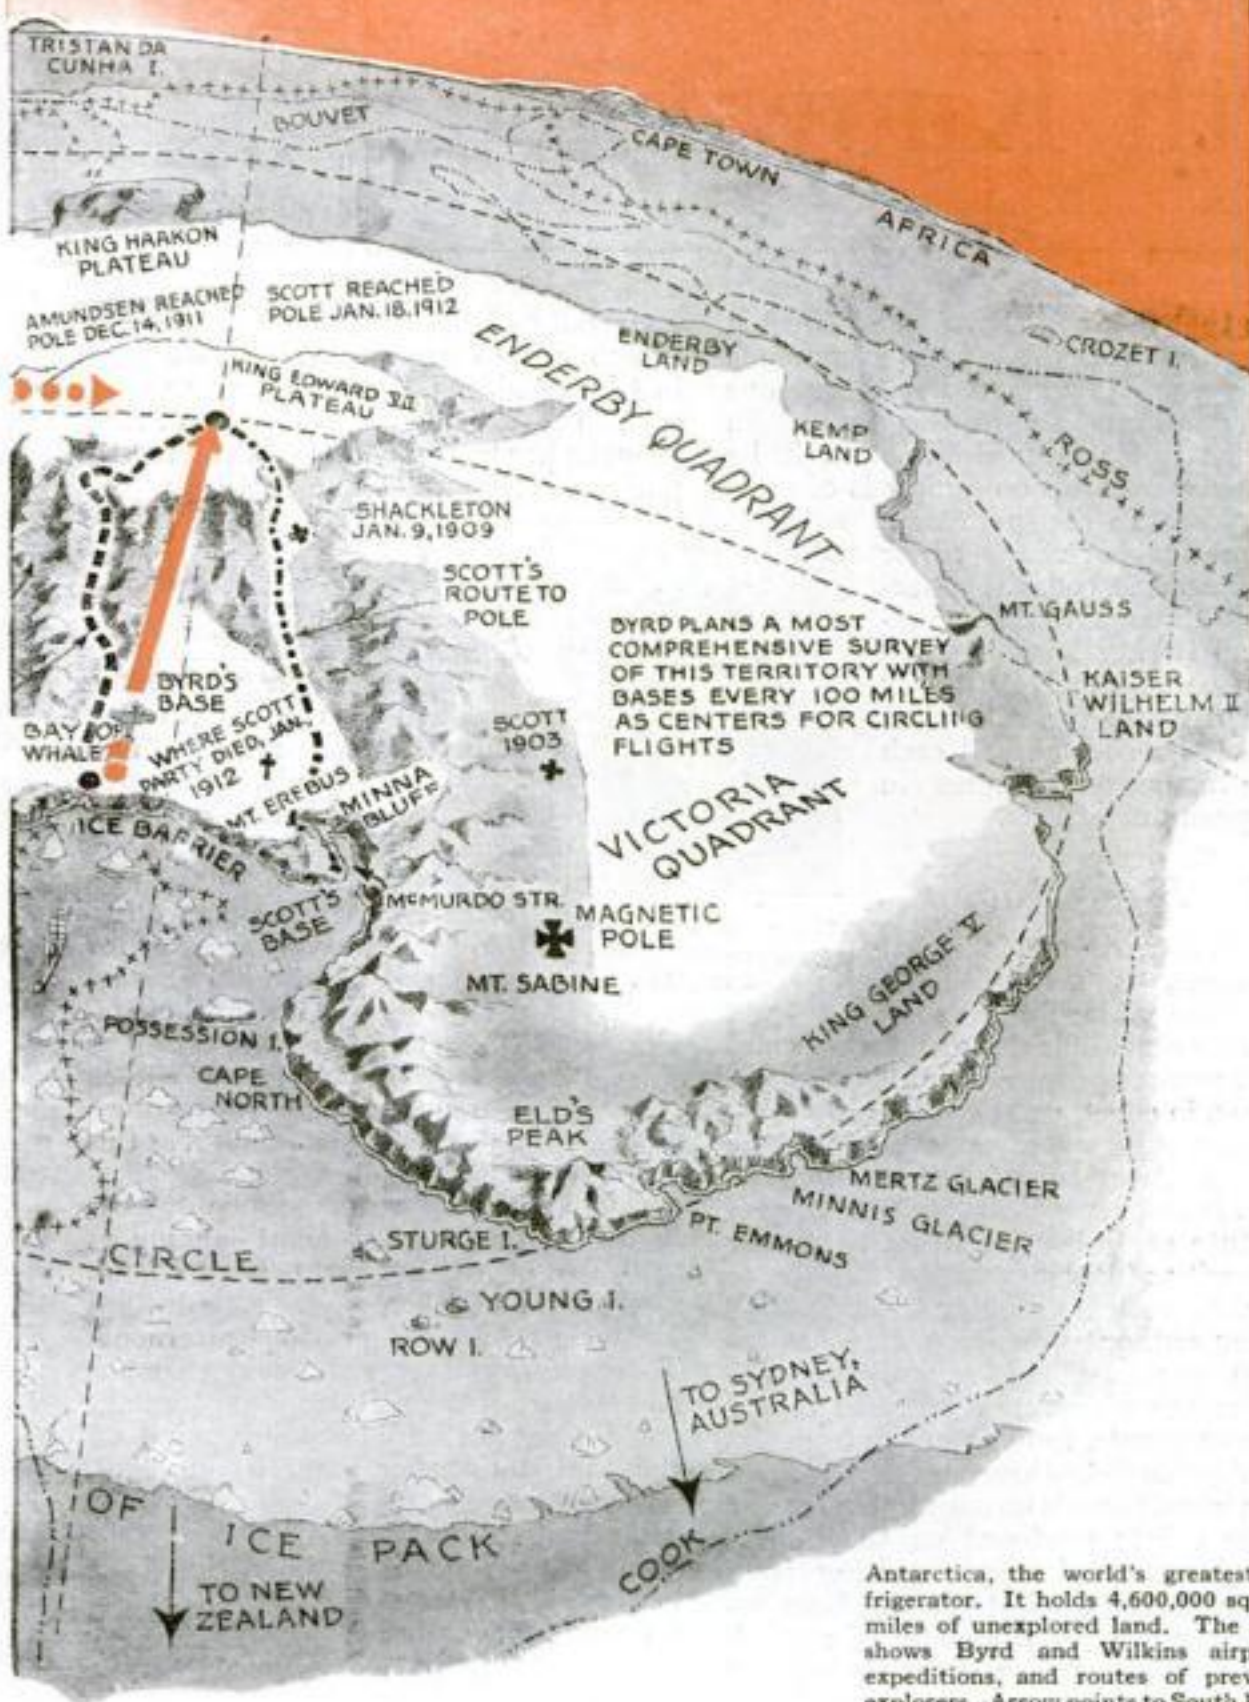 TRISTAN DA
CUNHA I.
BOUVET
CAPE TOWN
AFRICA
KING HAAKON
PLATEAU
AMUNDSEN REACHED
POLE DEC. 14, 1911
SCOTT REACHED
POLE JAN. 18. 1912
ENDERBY
LAND
CROZET I.
KING EDWARD VII
PLATEAU
ENDERBY QUADRANT
KEMP
LAND
ROSS
SHACKLETON
JAN. 9, 1909
SCOTT'S
ROUTE TO
POLE
MT. GAUSS
BYRD PLANS A MOST
COMPREHENSIVE SURVEY
OF THIS TERRITORY WITH
BASES EVERY 100 MILES
AS CENTERS FOR CIRCLING
FLIGHTS
KAISER
WILHELM II
LAND
BYRD'S
BASE
BAY OF
WHALE
WHERE SCOTT
PARTY DIED, JAN.
1912
SCOTT
1903
MT. EREBUS
MINNA
BLUFF
VICTORIA
QUADRANT
ICE BARRIER
SCOTT'S
BASE
McMURDO STR.
MAGNETIC
POLE
MT. SABINE
KING GEORGE V
LAND
POSSESSION I.
CAPE
NORTH
ELD'S
PEAK
MERTZ GLACIER
MINNIS GLACIER
PT. EMMONS
STURGE I.
CIRCLE
YOUNG I.
ROW I.
TO SYDNEY,
AUSTRALIA
OF ICE PACK
COOK
TO NEW
ZEALAND
Antarctica, the world's greatest
frigerator. It holds 4,600,000 sq
miles of unexplored land. The
shows Byrd and Wilkins airp
expeditions, and routes of prev
explorers. Arrow points to South